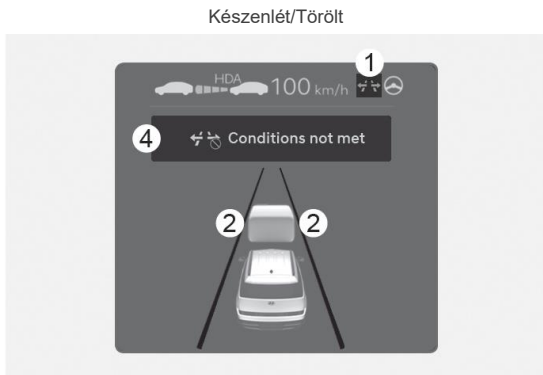 Készenlét/Törölt
1
HDA 100 km/h
4 Conditions not met
2 2